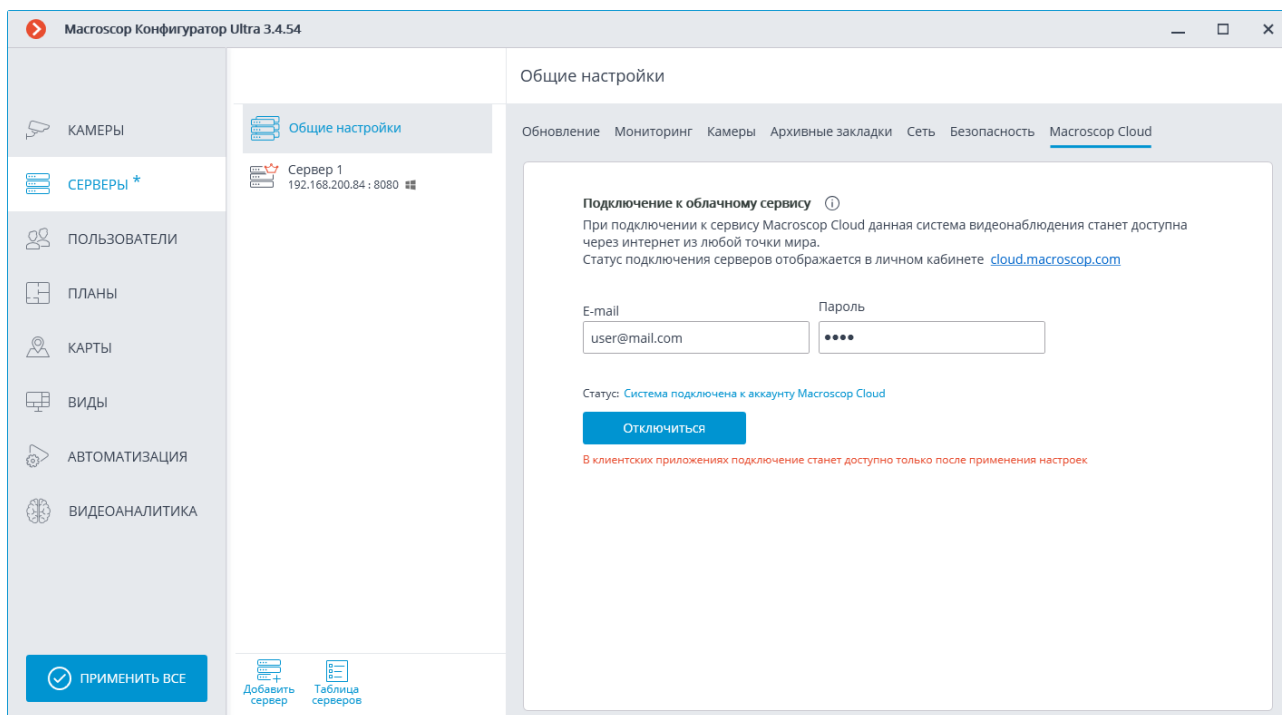 Macroscop Конфигуратор Ultra 3.4.54
КАМЕРЫ
СЕРВЕРЫ *
ПОЛЬЗОВАТЕЛИ
ПЛАНЫ
КАРТЫ
ВИДЫ
АВТОМАТИЗАЦИЯ
ВИДЕОАНАЛИТИКА
ПРИМЕНИТЬ ВСЕ
Общие настройки
Сервер 1
192.168.200.84 : 8080
Добавить
сервер
Таблица
серверов
Общие настройки
Обновление Мониторинг Камеры Архивные закладки Сеть Безопасность Macroscop Cloud
Подключение к облачному сервису
При подключении к сервису Macroscop Cloud данная система видеонаблюдения станет доступна
через интернет из любой точки мира.
Статус подключения серверов отображается в личном кабинете cloud.macroscop.com
E-mail Пароль
user@mail.com ••••
Статус: Система подключена к аккаунту Macroscop Cloud
Отключиться
В клиентских приложениях подключение станет доступно только после применения настроек